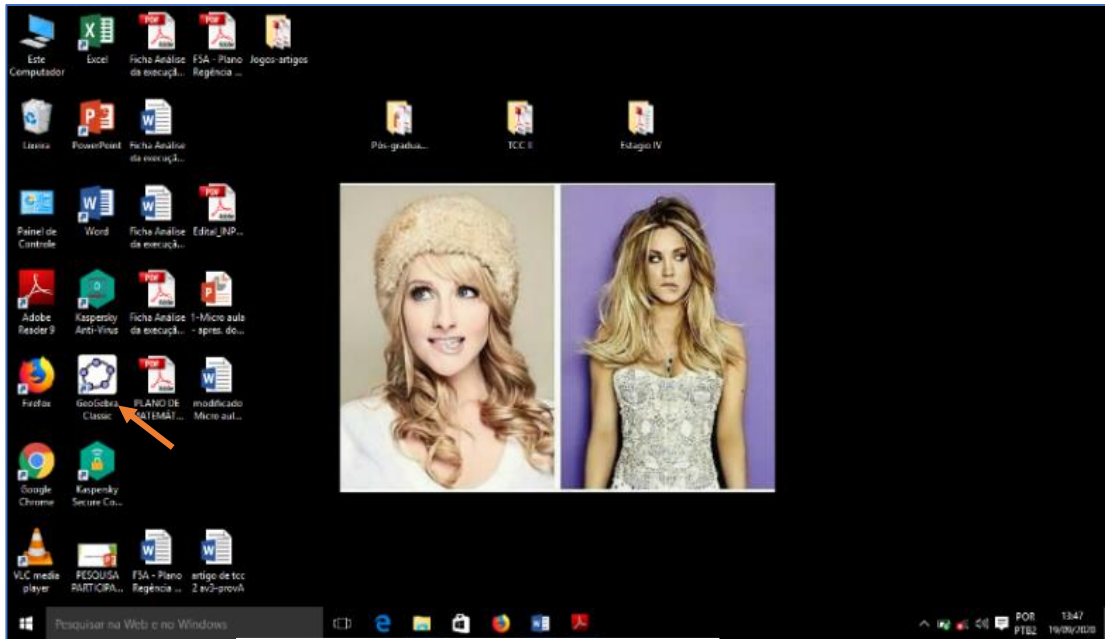 Este
Computador
Excel
Ficha Análise
da execuçã...
FSA - Plano
Regência ...
Jogos-artigos
Lixeira
PowerPoint
Ficha Análise
da execuçã...
Pós-gradua...
TCC II
Estagio IV
Painel de
Controle
Word
Ficha Análise
da execuçã...
Edital_INP...
Adobe
Reader 9
Kaspersky
Anti-Virus
Ficha Análise
da execuçã...
1-Micro aula
- apres. do...
Firefox
GeoGebra
Classic
PLANO DE
MATEMÁT...
modificado
Micro aul...
Google
Chrome
Kaspersky
Secure Co...
VLC media
player
PESQUISA
PARTICIPA...
FSA - Plano
Regência ...
artigo de tcc
2 av3-provA
Pesquisar na Web e no Windows
POR
PTB2
13:47
19/09/2020